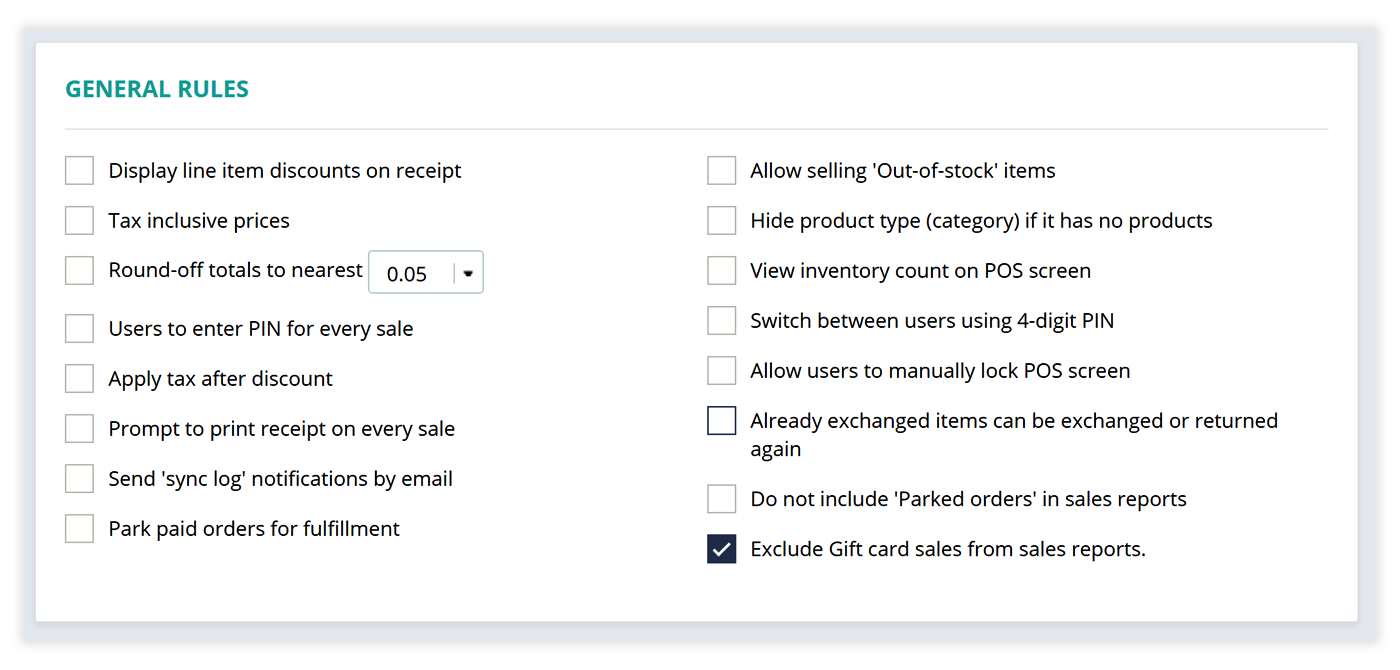 GENERAL RULES
Display line item discounts on receipt
Tax inclusive prices
Round-off totals to nearest 0.05
Users to enter PIN for every sale
Apply tax after discount
Prompt to print receipt on every sale
Send 'sync log' notifications by email
Park paid orders for fulfillment
Allow selling 'Out-of-stock' items
Hide product type (category) if it has no products
View inventory count on POS screen
Switch between users using 4-digit PIN
Allow users to manually lock POS screen
Already exchanged items can be exchanged or returned
again
Do not include 'Parked orders' in sales reports
Exclude Gift card sales from sales reports.